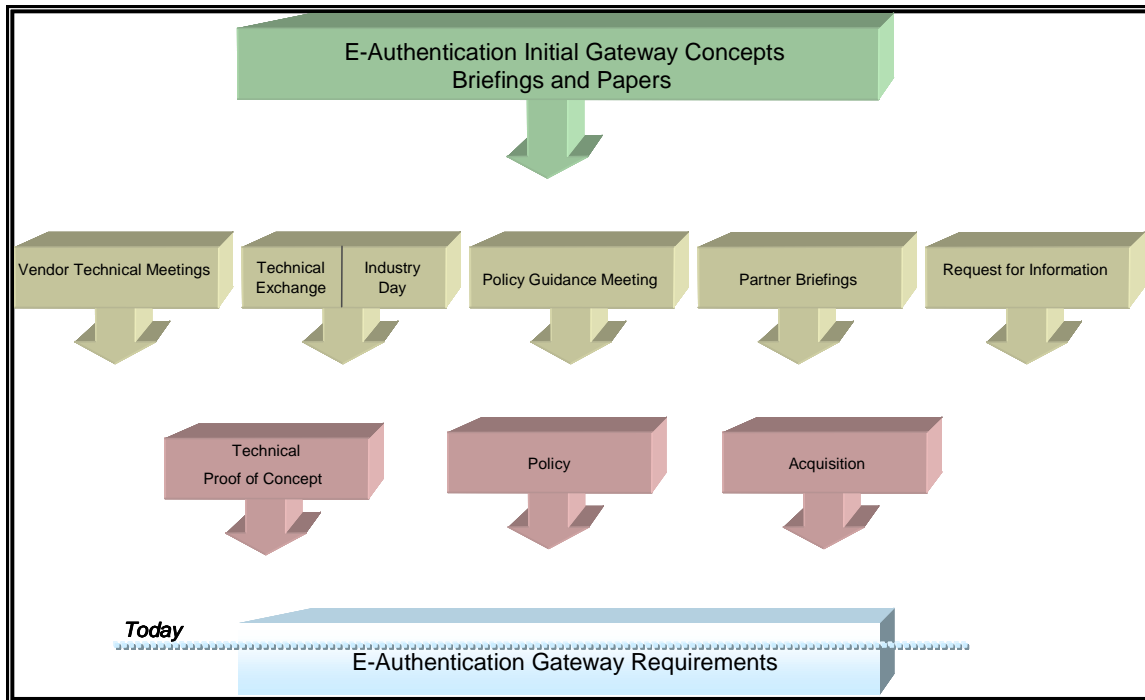 E-Authentication Initial Gateway Concepts
Briefings and Papers
Vendor Technical Meetings
Technical
Exchange
Industry
Day
Policy Guidance Meeting
Partner Briefings
Request for Information
Technical
Proof of Concept
Policy
Acquisition
Today
E-Authentication Gateway Requirements